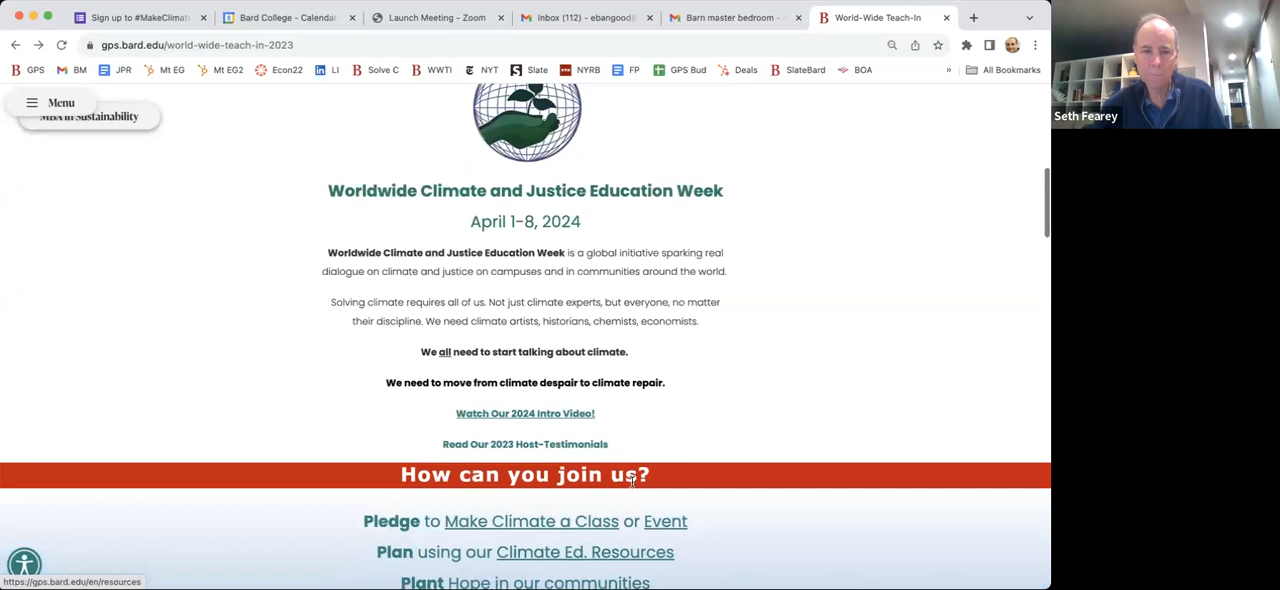 Sign up to #MakeClimate
Bard College - Calenda
Launch Meeting - Zoom
Inbox (112) - ebangood@
Barn master bedroom -
World-Wide Teach-In
gps.bard.edu/world-wide-teach-in-2023
GPS
BM
JPR
Mt EG
Mt EG2
Econ22
LI
Solve C
WWTI
NYT
Slate
NYRB
FP
GPS Bud
Deals
SlateBard
BOA
»
All Bookmarks
Menu
MBA in Sustainability
Seth Fearey
Worldwide Climate and Justice Education Week
April 1-8, 2024
Worldwide Climate and Justice Education Week is a global initiative sparking real
dialogue on climate and justice on campuses and in communities around the world.
Solving climate requires all of us. Not just climate experts, but everyone, no matter
their discipline. We need climate artists, historians, chemists, economists.
We all need to start talking about climate.
We need to move from climate despair to climate repair.
Watch Our 2024 Intro Video!
Read Our 2023 Host-Testimonials
How can you join us?
Pledge to Make Climate a Class or Event
Plan using our Climate Ed. Resources
Plant Hope in our communities
https://gps.bard.edu/en/resources